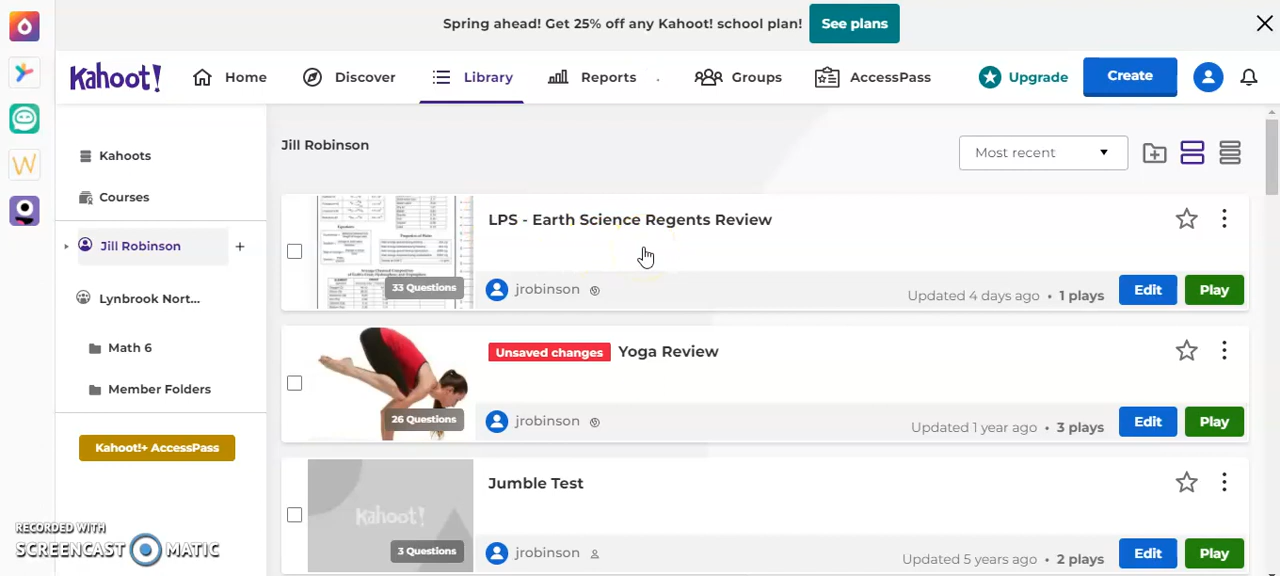 Spring ahead! Get 25% off any Kahoot! school plan! See plans
Kahoot! Home Discover Library Reports Groups AccessPass Upgrade Create
Kahoots
Courses
Jill Robinson
Lynbrook Nort...
Math 6
Member Folders
Kahoot!+ AccessPass
Jill Robinson
Most recent
LPS - Earth Science Regents Review
33 Questions
jrobinson
Updated 4 days ago • 1 plays
Edit
Play
Unsaved changes Yoga Review
26 Questions
jrobinson
Updated 1 year ago • 3 plays
Edit
Play
Jumble Test
Kahoot!
3 Questions
jrobinson
Updated 5 years ago • 2 plays
Edit
Play
RECORDED WITH
SCREENCAST MATIC